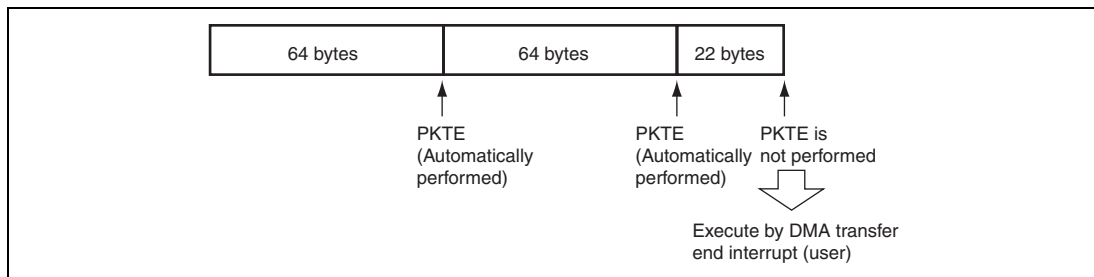 64 bytes
64 bytes
22 bytes
PKTE
(Automatically
performed)
PKTE
(Automatically
performed)
PKTE is
not performed
Execute by DMA transfer
end interrupt (user)